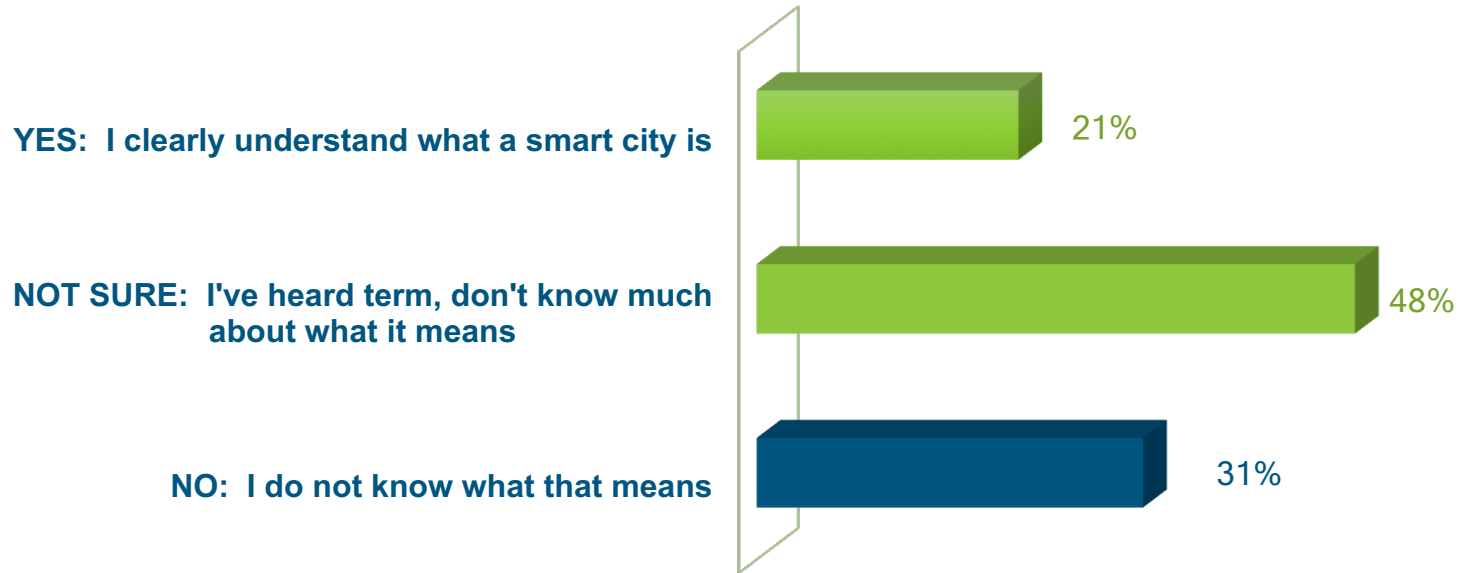 YES:  I clearly understand what a smart city is
21%
NOT SURE:  I've heard term, don't know much
about what it means
48%
NO:  I do not know what that means
31%